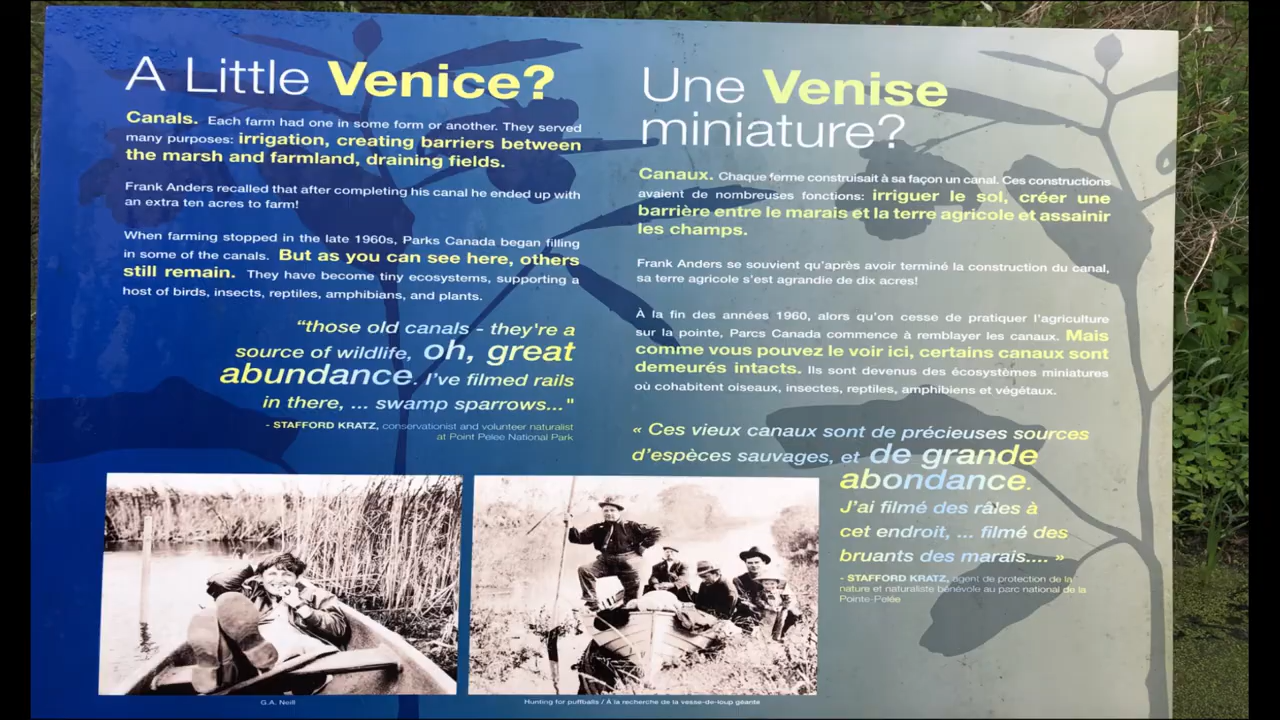 A Little Venice?
Canals. Each farm had one in some form or another. They served
many purposes: irrigation, creating barriers between
the marsh and farmland, draining fields.
Frank Anders recalled that after completing his canal he ended up with
an extra ten acres to farm!
When farming stopped in the late 1960s, Parks Canada began filling
in some of the canals. But as you can see here, others
still remain. They have become tiny ecosystems, supporting a
host of birds, insects, reptiles, amphibians, and plants.
“those old canals - they're a
source of wildlife, oh, great
abundance. I've filmed rails
in there, ... swamp sparrows..."
- STAFFORD KRATZ, conservationist and volunteer naturalist
at Point Pelee National Park
G.A. Neill
Une Venise
miniature?
Canaux. Chaque ferme construisait à sa façon un canal. Ces constructions
avaient de nombreuses fonctions: irriguer le sol, créer une
barrière entre le marais et la terre agricole et assainir
les champs.
Frank Anders se souvient qu'après avoir terminé la construction du canal,
sa terre agricole s'est agrandie de dix acres!
À la fin des années 1960, alors qu'on cesse de pratiquer l'agriculture
sur la pointe, Parcs Canada commence à remblayer les canaux. Mais
comme vous pouvez le voir ici, certains canaux sont
demeurés intacts. Ils sont devenus des écosystèmes miniatures
où cohabitent oiseaux, insectes, reptiles, amphibiens et végétaux.
« Ces vieux canaux sont de précieuses sources
d'espèces sauvages, et de grande
abondance.
J'ai filmé des râles à
cet endroit, ... filmé des
bruants des marais.... »
- STAFFORD KRATZ, agent de protection de la
nature et naturaliste bénévole au parc national de la
Pointe-Pelée
Hunting for puffballs / À la recherche de la vesse-de-loup géante